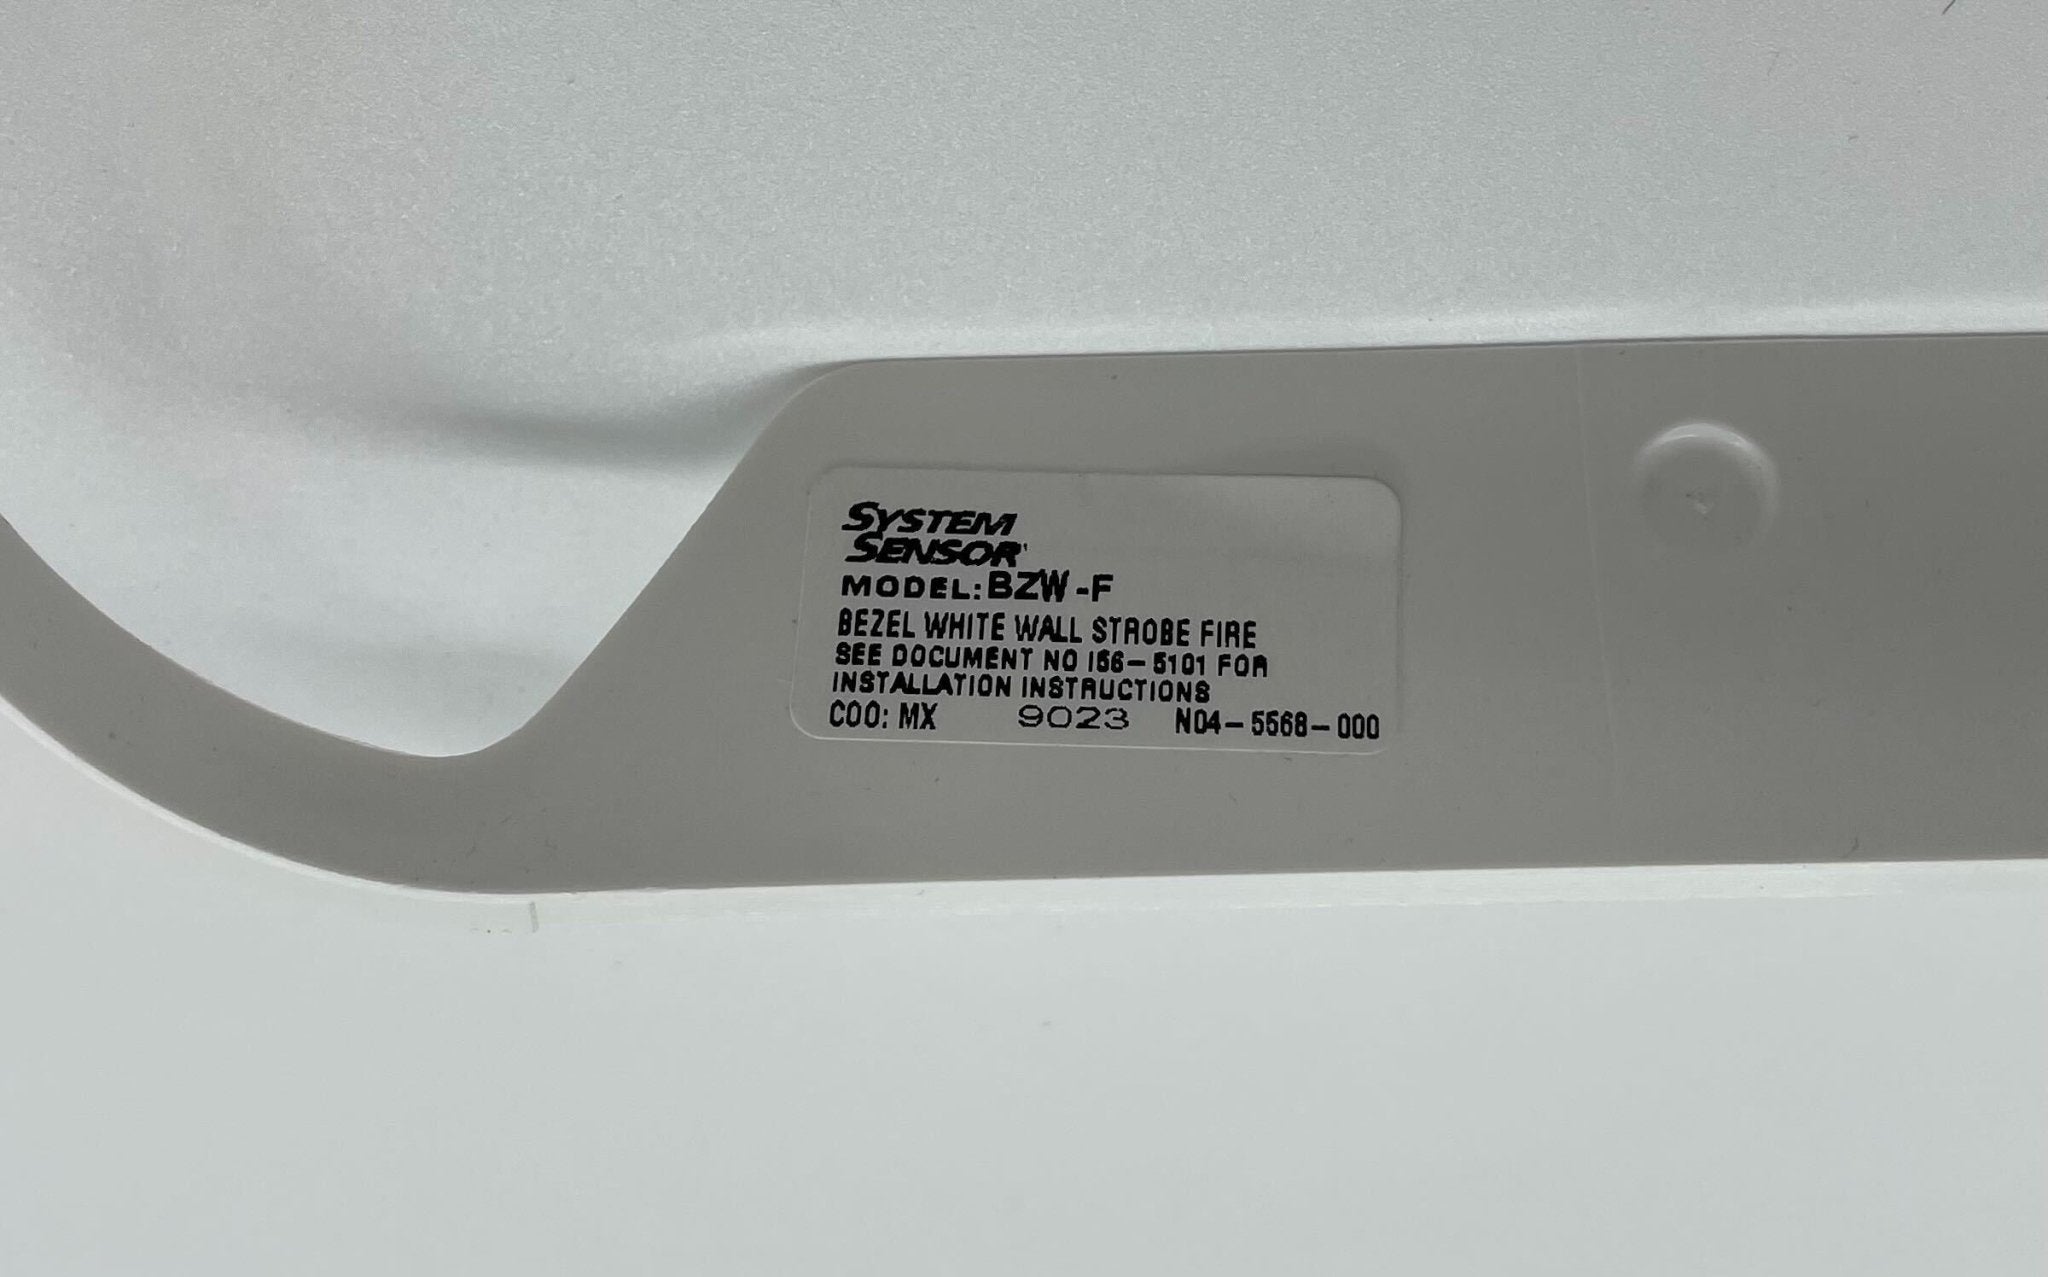 SYSTEM
SENSOR
MODEL: BZW-F
BEZEL WHITE WALL STROBE FIRE
SEE DOCUMENT NO I56-5101 FOR
INSTALLATION INSTRUCTIONS
COO: MX 9023 N04-5568-000